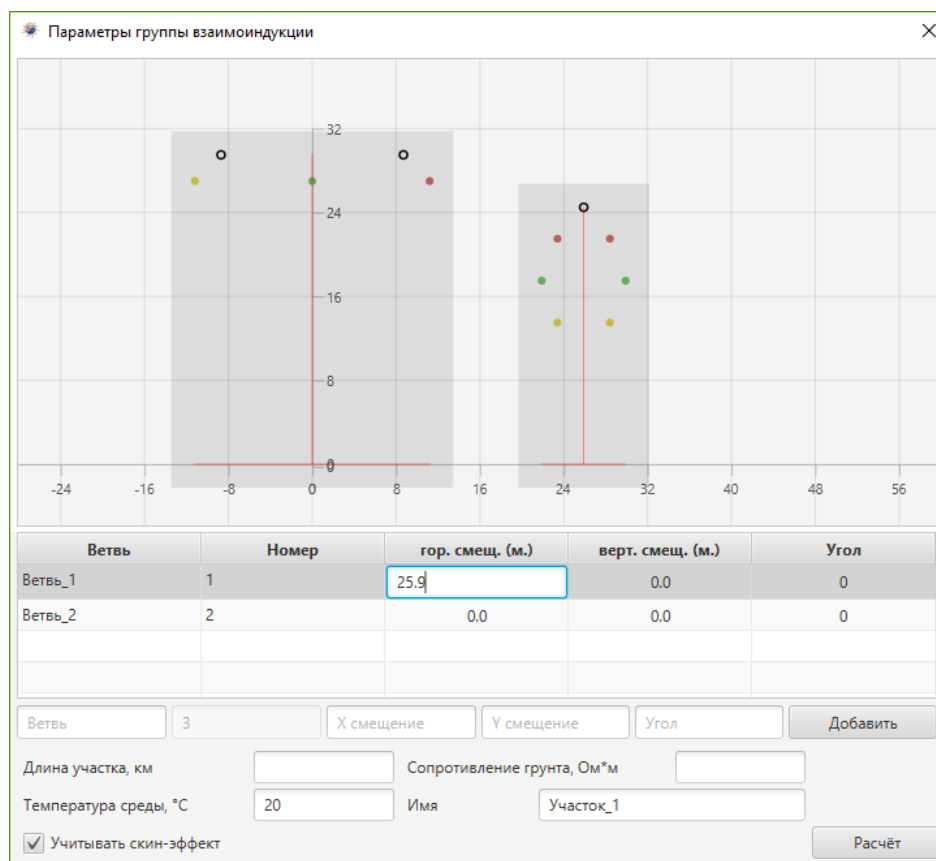 Параметры группы взаимоиндукции
32
24
16
8
0
-24 -16 -8 0 8 16 24 32 40 48 56
Ветвь Номер гор. смещ. (м.) верт. смещ. (м.) Угол
Ветвь_1 1 25.9 0.0 0
Ветвь_2 2 0.0 0.0 0
Ветвь 3 X смещение Y смещение Угол Добавить
Длина участка, км Сопротивление грунта, Ом*м
Температура среды, °C 20 Имя Участок_1
Учитывать скин-эффект Расчёт